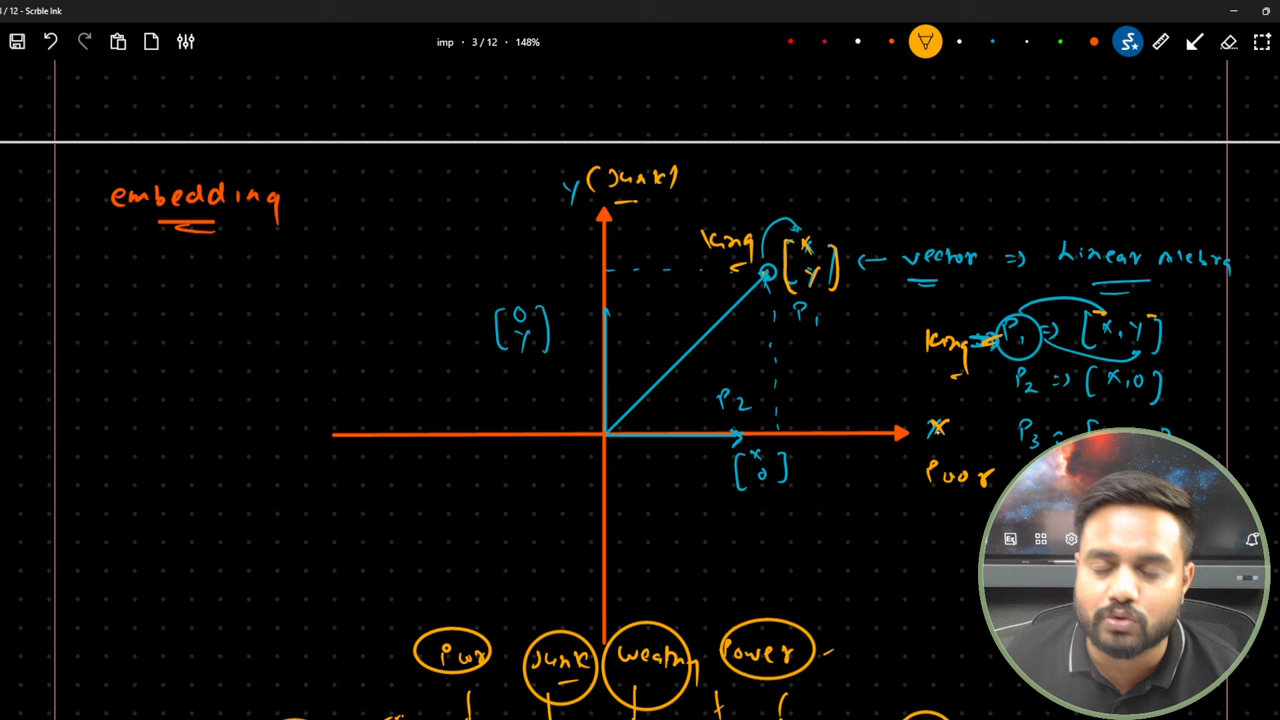 3 / 12 - Scrble Ink
imp • 3 / 12 • 148%
embedding
Y (Junk)
king [x y] ← vector ⇒ Linear Algebra
P1
[0 y]
king P1 ⇒ [x, y]
P2 ⇒ [x, 0]
P2
x
P3
[x 0]
Poor
Poor Junk Wealthy Power